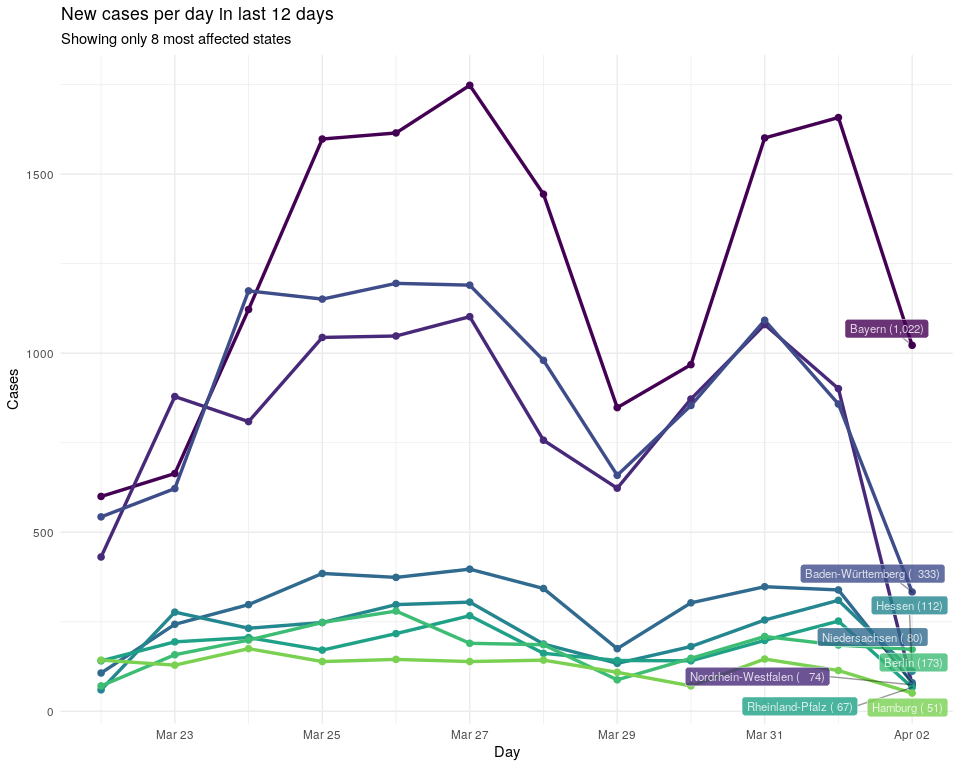 New cases per day in last 12 days
Showing only 8 most affected states
Cases
1500
1000
500
0
Bayern (1,022)
Baden-Württemberg (  333)
Hessen (112)
Niedersachsen ( 80)
Berlin (173)
Nordrhein-Westfalen (   74)
Rheinland-Pfalz ( 67)
Hamburg ( 51)
Mar 23
Mar 25
Mar 27
Mar 29
Mar 31
Apr 02
Day